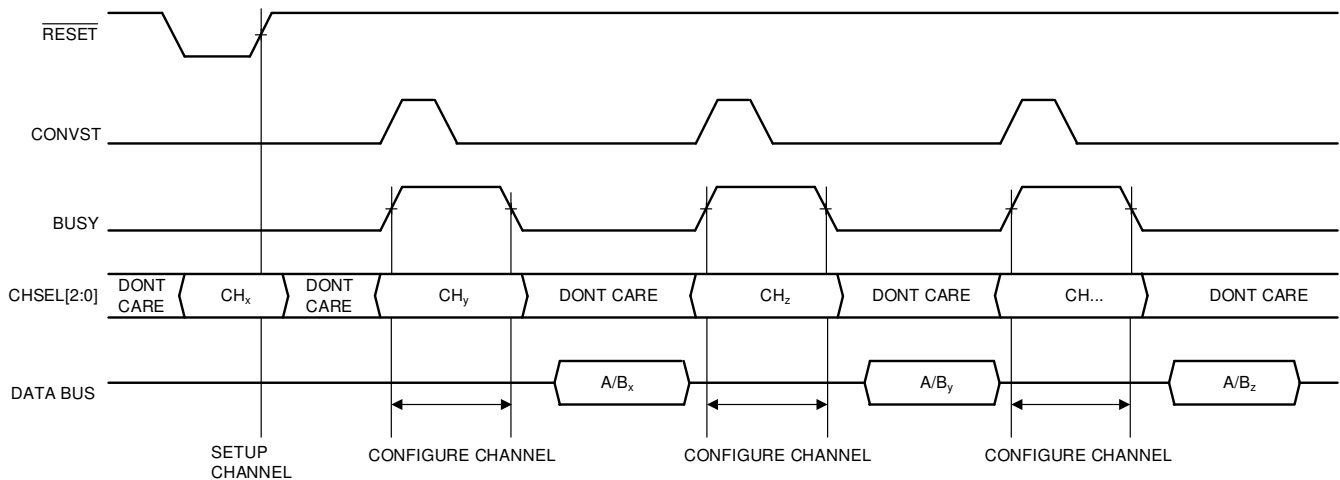 RESET
CONVST
BUSY
CHSEL[2:0] DONT CARE CHx DONT CARE CHy DONT CARE CHz DONT CARE CH... DONT CARE
DATA BUS A/Bx A/By A/Bz
SETUP CHANNEL CONFIGURE CHANNEL CONFIGURE CHANNEL CONFIGURE CHANNEL